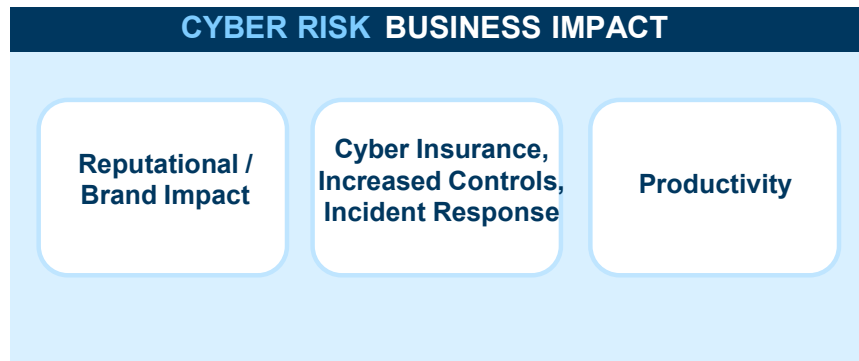 CYBER RISK BUSINESS IMPACT
Reputational /
Brand Impact
Cyber Insurance,
Increased Controls,
Incident Response
Productivity